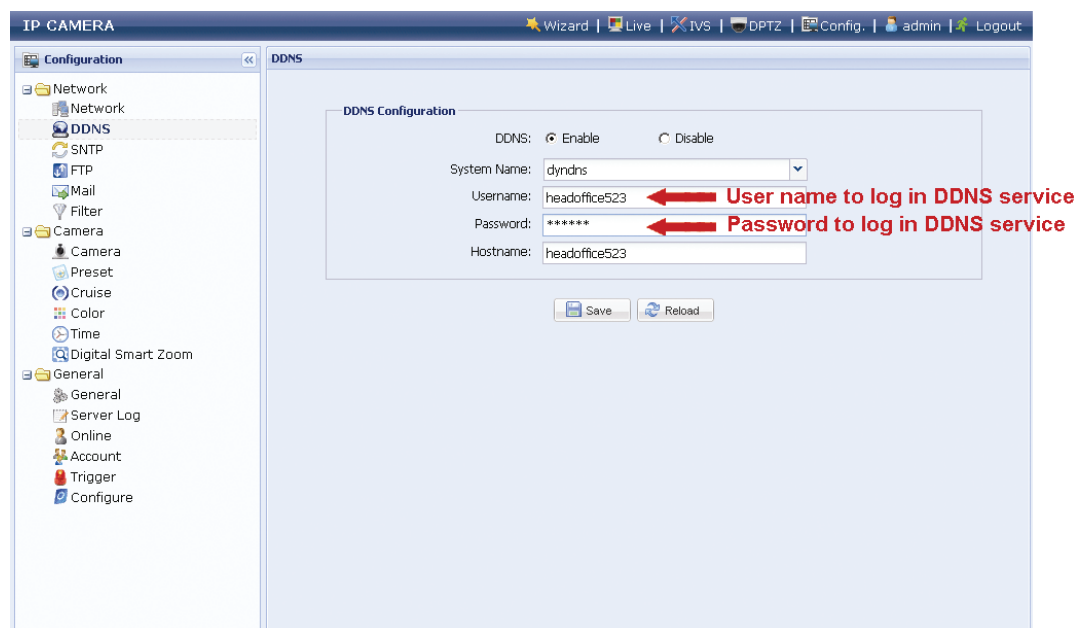 IP CAMERA Wizard | Live | IVS | DPTZ | Config. | admin | Logout
Configuration
DDNS
Network
Network
DDNS
SNTP
FTP
Mail
Filter
Camera
Camera
Preset
Cruise
Color
Time
Digital Smart Zoom
General
General
Server Log
Online
Account
Trigger
Configure
DDNS Configuration
DDNS: Enable Disable
System Name: dyndns
Username: headoffice523 User name to log in DDNS service
Password: ****** Password to log in DDNS service
Hostname: headoffice523
Save Reload